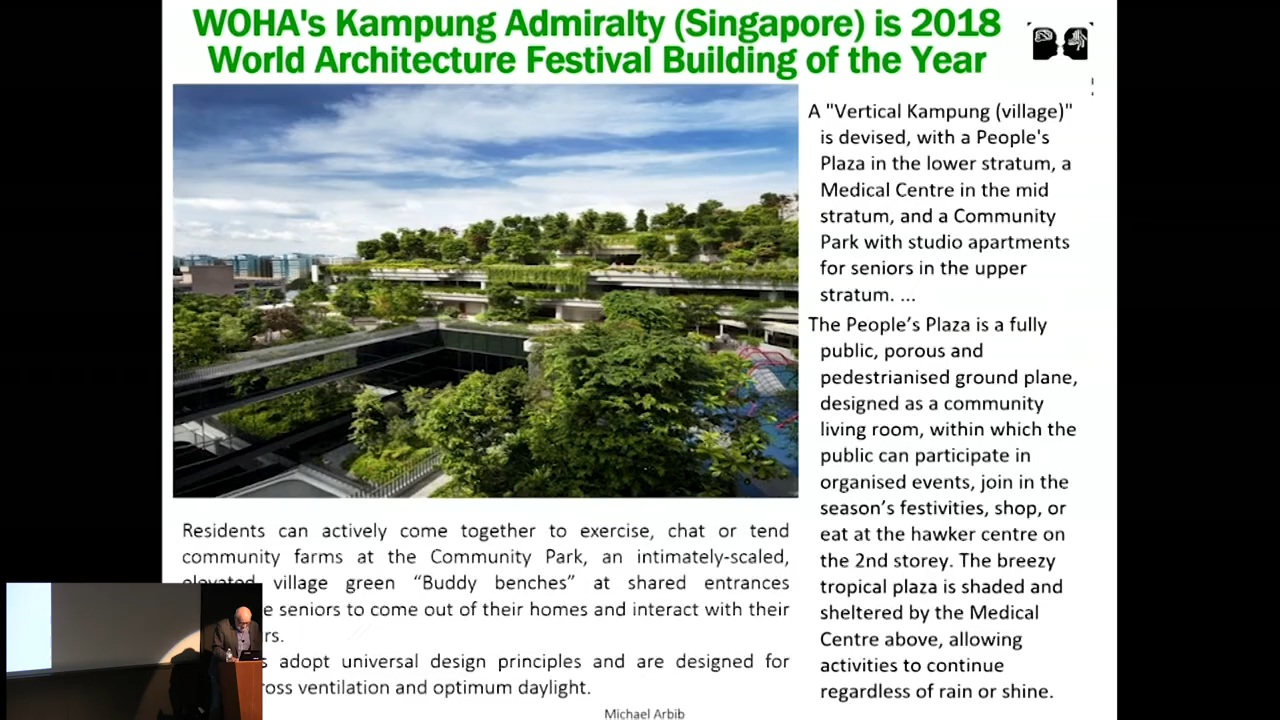 WOHA's Kampung Admiralty (Singapore) is 2018
World Architecture Festival Building of the Year
A "Vertical Kampung (village)"
is devised, with a People's
Plaza in the lower stratum, a
Medical Centre in the mid
stratum, and a Community
Park with studio apartments
for seniors in the upper
stratum. ...
The People’s Plaza is a fully
public, porous and
pedestrianised ground plane,
designed as a community
living room, within which the
public can participate in
organised events, join in the
season’s festivities, shop, or
eat at the hawker centre on
the 2nd storey. The breezy
tropical plaza is shaded and
sheltered by the Medical
Centre above, allowing
activities to continue
regardless of rain or shine.
Residents can actively come together to exercise, chat or tend
community farms at the Community Park, an intimately-scaled,
elevated village green “Buddy benches” at shared entrances
seniors to come out of their homes and interact with their
adopt universal design principles and are designed for
ventilation and optimum daylight.
Michael Arbib